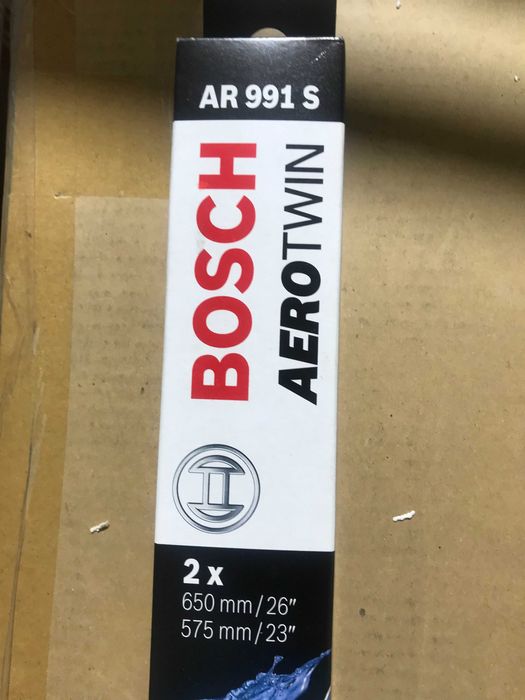 AR 991 S
BOSCH
AEROTWIN
2 x
650 mm/26"
575 mm/23"